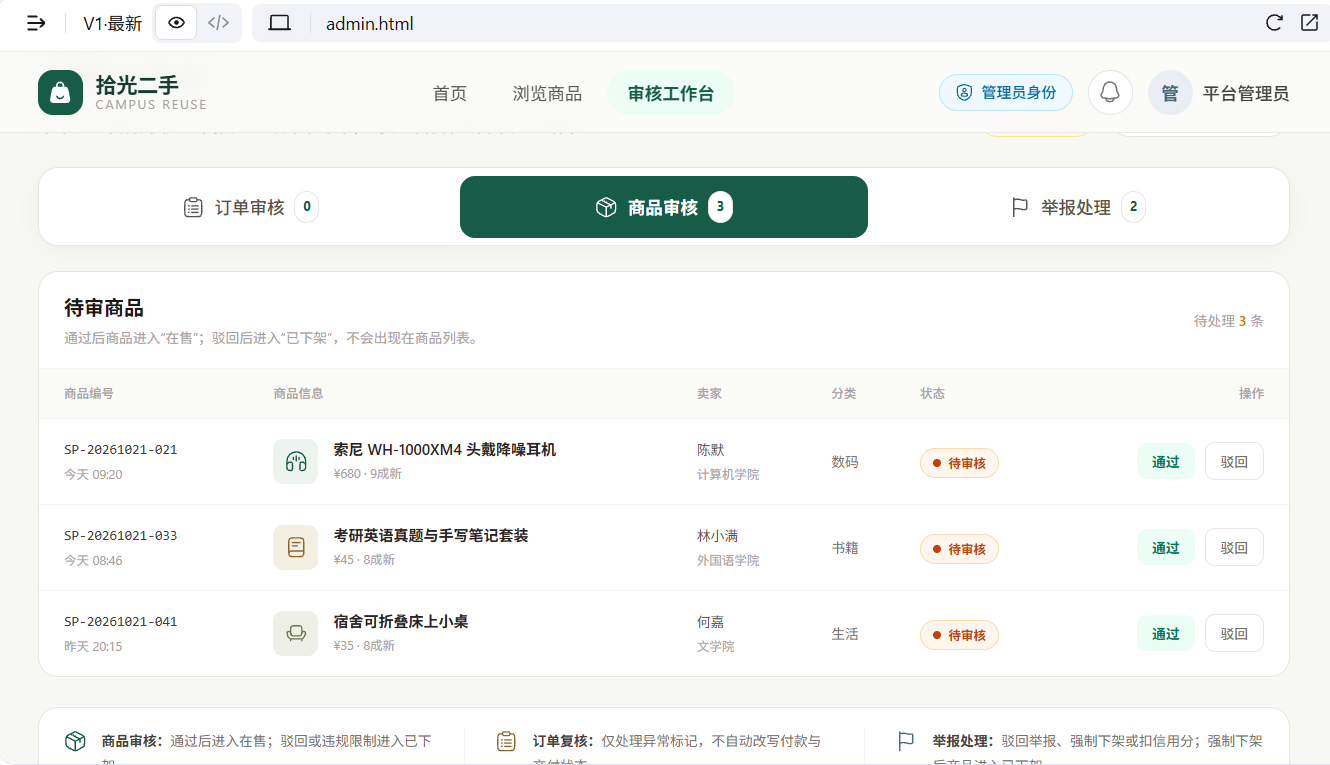 V1·最新
admin.html
拾光二手
CAMPUS REUSE
首页
浏览商品
审核工作台
管理员身份
管
平台管理员
订单审核 0
商品审核 3
举报处理 2
待审商品
通过后商品进入“在售”；驳回后进入“已下架”，不会出现在商品列表。
待处理 3 条
商品编号 商品信息 卖家 分类 状态 操作
SP-20261021-021
今天 09:20
索尼 WH-1000XM4 头戴降噪耳机
¥680 · 9成新
陈默
计算机学院
数码
待审核
通过
驳回
SP-20261021-033
今天 08:46
考研英语真题与手写笔记套装
¥45 · 8成新
林小满
外国语学院
书籍
待审核
通过
驳回
SP-20261021-041
昨天 20:15
宿舍可折叠床上小桌
¥35 · 8成新
何嘉
文学院
生活
待审核
通过
驳回
商品审核：通过后进入在售；驳回或违规限制进入已下
订单复核：仅处理异常标记，不自动改写付款与
举报处理：驳回举报、强制下架或扣信用分；强制下架